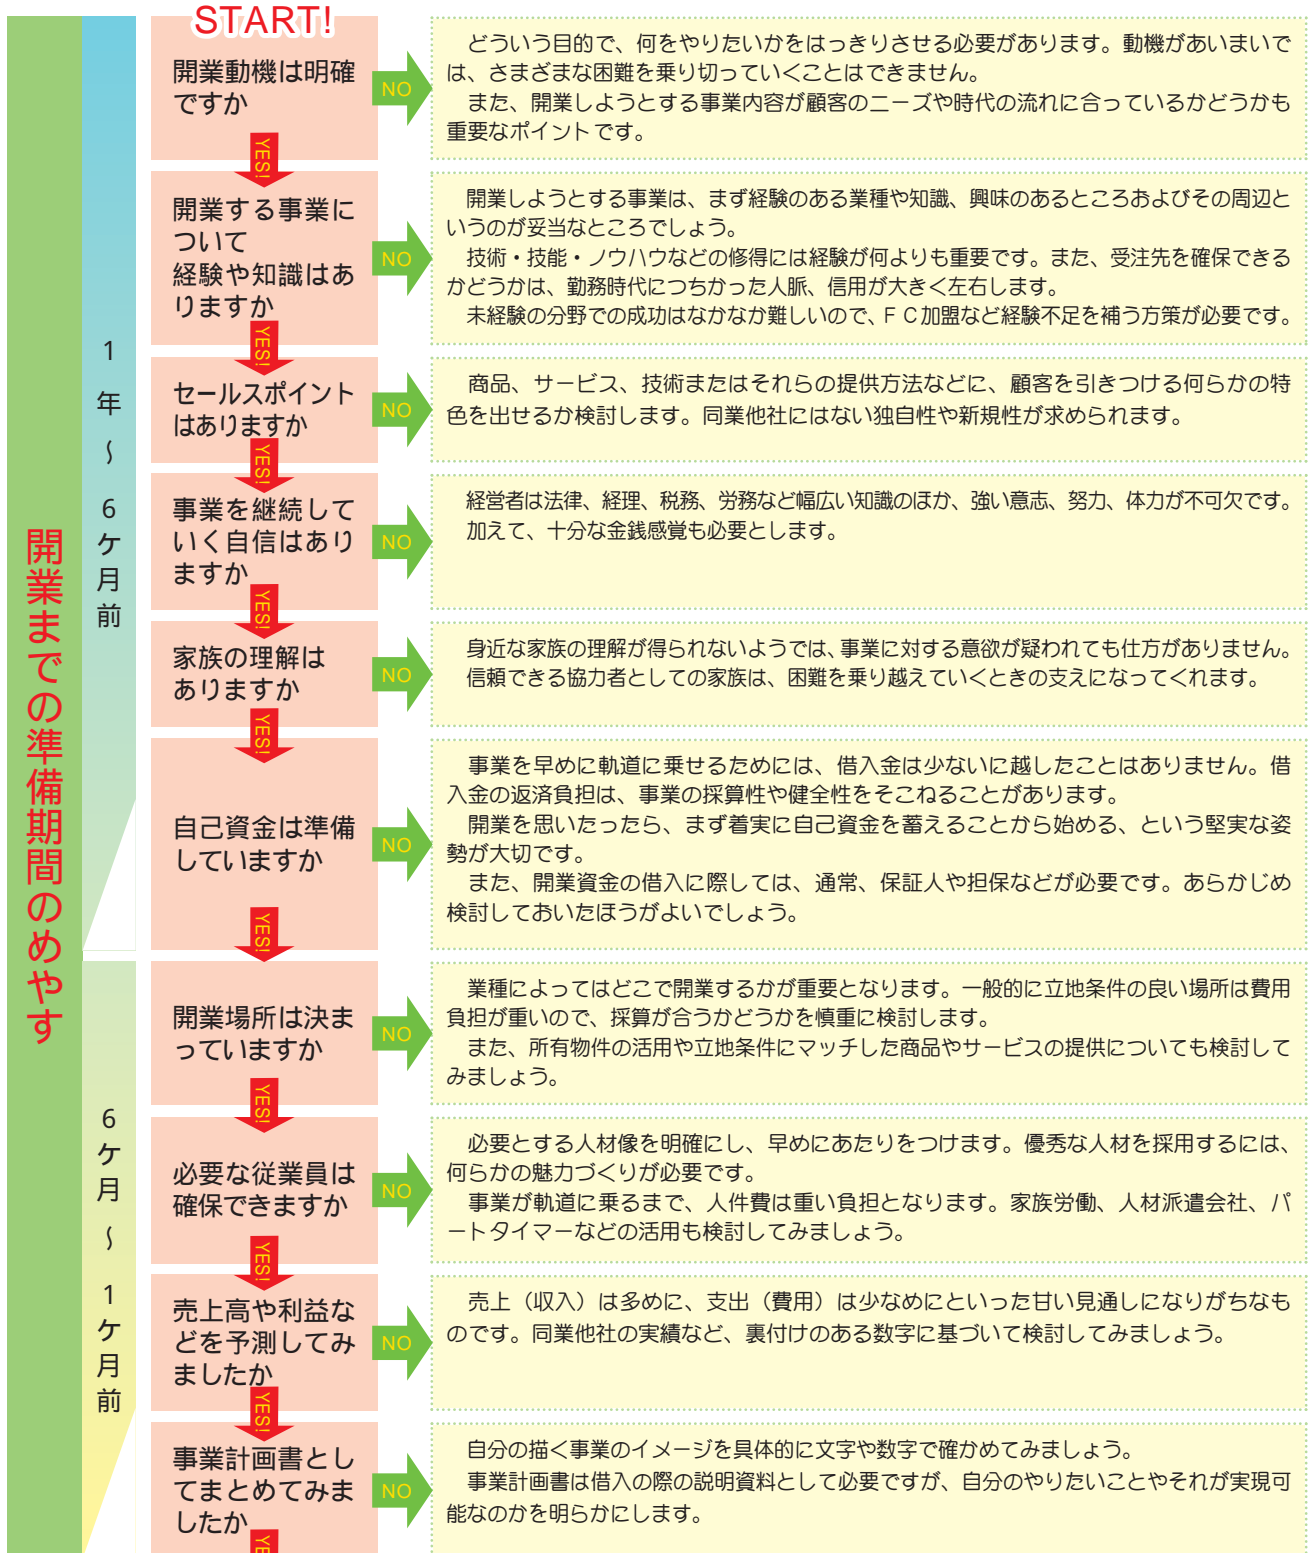 START!
開業までの準備期間のめやす
1年〜6ケ月前
開業動機は明確
ですか
NO
どういう目的で、何をやりたいかをはっきりさせる必要があります。動機があいまいで
は、さまざまな困難を乗り切っていくことはできません。
また、開業しようとする事業内容が顧客のニーズや時代の流れに合っているかどうかも
重要なポイントです。
YES!
開業する事業に
ついて
経験や知識はあ
りますか
NO
開業しようとする事業は、まず経験のある業種や知識、興味のあるところおよびその周辺と
いうのが妥当なところでしょう。
技術・技能・ノウハウなどの修得には経験が何よりも重要です。また、受注先を確保できる
かどうかは、勤務時代につちかった人脈、信用が大きく左右します。
未経験の分野での成功はなかなか難しいので、ＦＣ加盟など経験不足を補う方策が必要です。
YES!
セールスポイント
はありますか
NO
商品、サービス、技術またはそれらの提供方法などに、顧客を引きつける何らかの特
色を出せるか検討します。同業他社にはない独自性や新規性が求められます。
YES!
事業を継続して
いく自信はあり
ますか
NO
経営者は法律、経理、税務、労務など幅広い知識のほか、強い意志、努力、体力が不可欠です。
加えて、十分な金銭感覚も必要とします。
YES!
家族の理解は
ありますか
NO
身近な家族の理解が得られないようでは、事業に対する意欲が疑われても仕方がありません。
信頼できる協力者としての家族は、困難を乗り越えていくときの支えになってくれます。
YES!
自己資金は準備
していますか
NO
事業を早めに軌道に乗せるためには、借入金は少ないに越したことはありません。借
入金の返済負担は、事業の採算性や健全性をそこねることがあります。
開業を思いたったら、まず着実に自己資金を蓄えることから始める、という堅実な姿
勢が大切です。
また、開業資金の借入に際しては、通常、保証人や担保などが必要です。あらかじめ
検討しておいたほうがよいでしょう。
YES!
6ケ月〜1ケ月前
開業場所は決ま
っていますか
NO
業種によってはどこで開業するかが重要となります。一般的に立地条件の良い場所は費用
負担が重いので、採算が合うかどうかを慎重に検討します。
また、所有物件の活用や立地条件にマッチした商品やサービスの提供についても検討して
みましょう。
YES!
必要な従業員は
確保できますか
NO
必要とする人材像を明確にし、早めにあたりをつけます。優秀な人材を採用するには、
何らかの魅力づくりが必要です。
事業が軌道に乗るまで、人件費は重い負担となります。家族労働、人材派遣会社、パ
ートタイマーなどの活用も検討してみましょう。
YES!
売上高や利益な
どを予測してみ
ましたか
NO
売上（収入）は多めに、支出（費用）は少なめにといった甘い見通しになりがちなも
のです。同業他社の実績など、裏付けのある数字に基づいて検討してみましょう。
YES!
事業計画書とし
てまとめてみま
したか
NO
自分の描く事業のイメージを具体的に文字や数字で確かめてみましょう。
事業計画書は借入の際の説明資料として必要ですが、自分のやりたいことやそれが実現可
能なのかを明らかにします。
YE